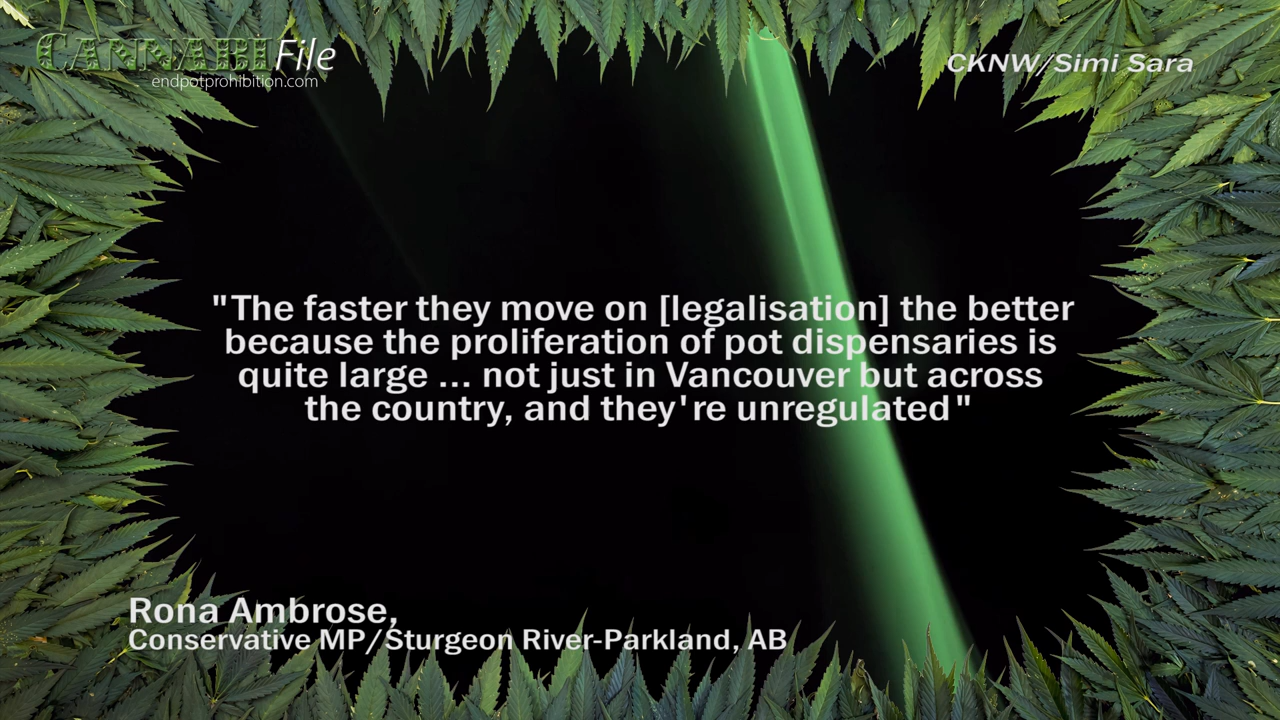 CANNABIFile
endpotprohibition.com
CKNW/Simi Sara
"The faster they move on [legalisation] the better
because the proliferation of pot dispensaries is
quite large ... not just in Vancouver but across
the country, and they're unregulated"
Rona Ambrose,
Conservative MP/Sturgeon River-Parkland, AB